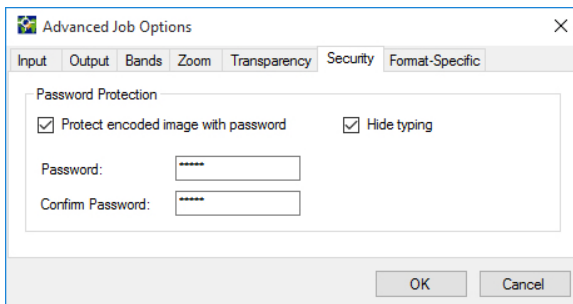 Advanced Job Options
Input Output Bands Zoom Transparency Security Format-Specific
Password Protection
Protect encoded image with password Hide typing
Password: *****
Confirm Password: *****
OK Cancel